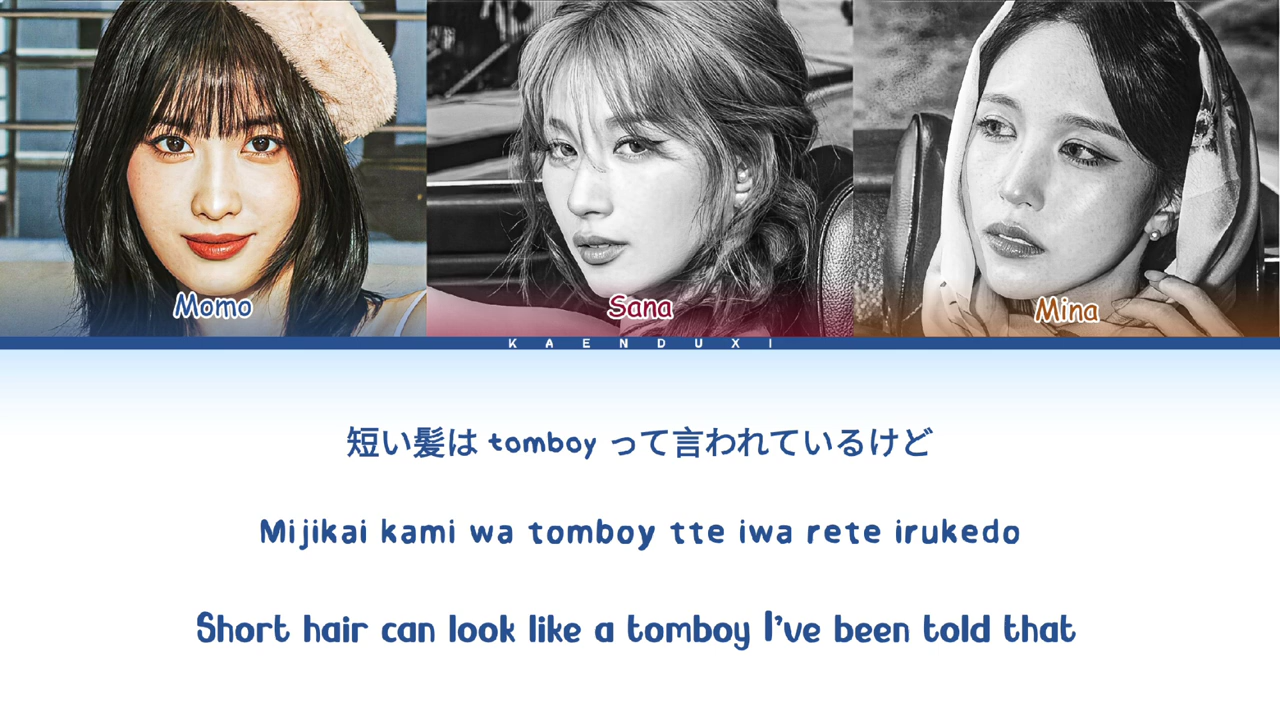 Momo
Sana
Mina
KAENDUXI
短い髪は tomboy って言われているけど
Mijikai kami wa tomboy tte iwa rete irukedo
Short hair can look like a tomboy I've been told that